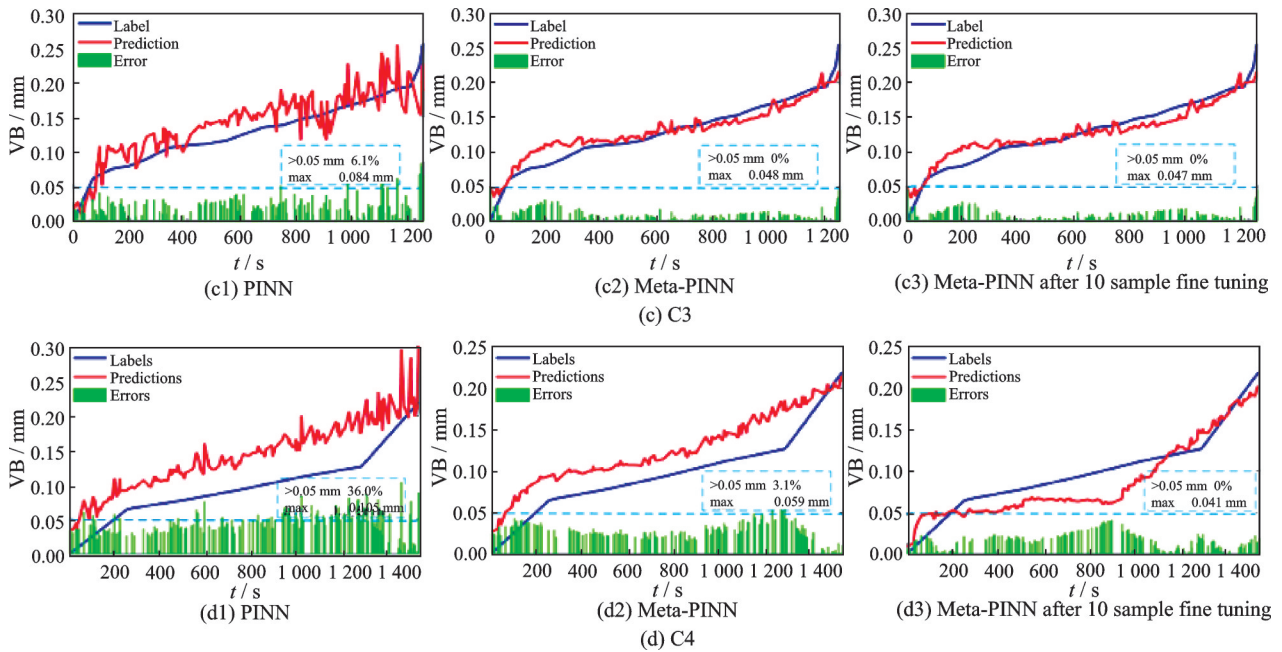 0.30
0.25
0.20
0.15
0.10
0.05
0.00
VB / mm
Label
Prediction
Error
>0.05 mm 6.1%
max 0.084 mm
0 200 400 600 800 1 000 1 200
t / s
(c1) PINN
0.30
0.25
0.20
0.15
0.10
0.05
0.00
VB / mm
Label
Prediction
Error
>0.05 mm 0%
max 0.048 mm
0 200 400 600 800 1 000 1 200
t / s
(c2) Meta-PINN
0.30
0.25
0.20
0.15
0.10
0.05
0.00
VB / mm
Label
Prediction
Error
>0.05 mm 0%
max 0.047 mm
0 200 400 600 800 1 000 1 200
t / s
(c3) Meta-PINN after 10 sample fine tuning
(c) C3
0.30
0.25
0.20
0.15
0.10
0.05
0.00
VB / mm
Labels
Predictions
Errors
>0.05 mm 36.0%
max 0.105 mm
200 400 600 800 1 000 1 200 1 400
t / s
(d1) PINN
0.25
0.20
0.15
0.10
0.05
0.00
VB / mm
Labels
Predictions
Errors
>0.05 mm 3.1%
max 0.059 mm
200 400 600 800 1 000 1 200 1 400
t / s
(d2) Meta-PINN
0.25
0.20
0.15
0.10
0.05
0.00
VB / mm
Labels
Predictions
Errors
>0.05 mm 0%
max 0.041 mm
200 400 600 800 1 000 1 200 1 400
t / s
(d3) Meta-PINN after 10 sample fine tuning
(d) C4